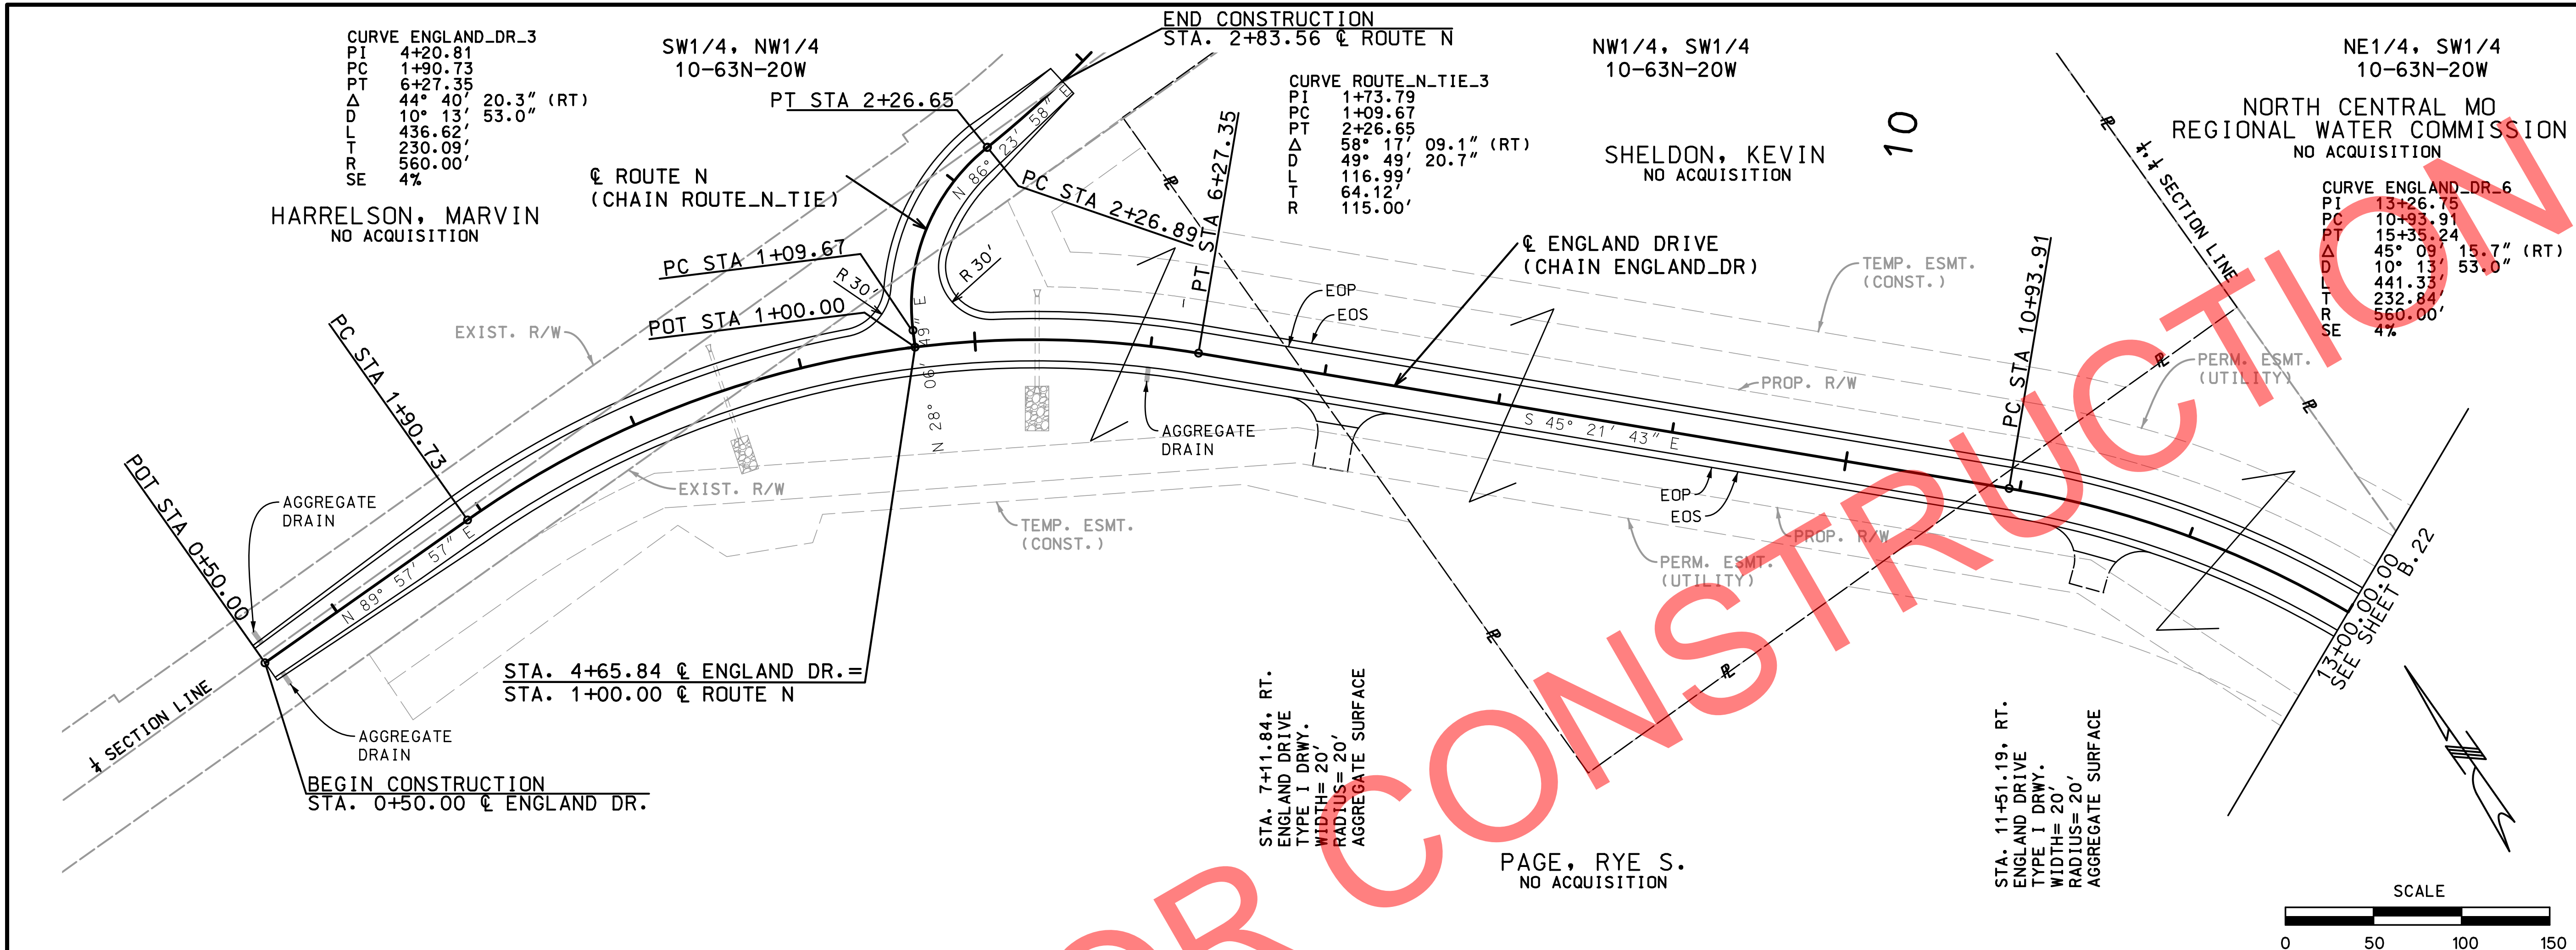 CURVE ENGLAND_DR_3
PI 4+20.81
PC 1+90.73
PT 6+27.35
Δ 44° 40' 20.3" (RT)
D 10° 13' 53.0"
L 436.62'
T 230.09'
R 560.00'
SE 4%
HARRELSON, MARVIN
NO ACQUISITION
SW1/4, NW1/4
10-63N-20W
PT STA 2+26.65
℄ ROUTE N
(CHAIN ROUTE_N_TIE)
END CONSTRUCTION
STA. 2+83.56 ℄ ROUTE N
CURVE ROUTE_N_TIE_3
PI 1+73.79
PC 1+09.67
PT 2+26.65
Δ 58° 17' 09.1" (RT)
D 49° 49' 20.7"
L 116.99'
T 64.12'
R 115.00'
NW1/4, SW1/4
10-63N-20W
SHELDON, KEVIN
NO ACQUISITION
10
NE1/4, SW1/4
10-63N-20W
NORTH CENTRAL MO
REGIONAL WATER COMMISSION
NO ACQUISITION
CURVE ENGLAND_DR_6
PI 13+26.75
PC 10+93.91
PT 15+35.24
Δ 45° 09' 15.7" (RT)
D 10° 13' 53.0"
L 441.33'
T 232.84'
R 560.00'
SE 4%
N 86° 23' 58" E
PC STA 2+26.89
PT STA 6+27.35
PC STA 1+09.67
R 30'
R 30'
POT STA 1+00.00
N 28° 06' 49" E
EXIST. R/W
PC STA 1+90.73
POT STA 0+50.00
AGGREGATE
DRAIN
N 89° 57' 57" E
EXIST. R/W
TEMP. ESMT.
(CONST.)
AGGREGATE
DRAIN
¼ SECTION LINE
AGGREGATE
DRAIN
BEGIN CONSTRUCTION
STA. 0+50.00 ℄ ENGLAND DR.
STA. 4+65.84 ℄ ENGLAND DR.=
STA. 1+00.00 ℄ ROUTE N
EOP
EOS
℄ ENGLAND DRIVE
(CHAIN ENGLAND_DR)
TEMP. ESMT.
(CONST.)
PROP. R/W
S 45° 21' 43" E
PC STA 10+93.91
¼,¼ SECTION LINE
PERM. ESMT.
(UTILITY)
EOP
EOS
PROP. R/W
PERM. ESMT.
(UTILITY)
PL
PL
PL
PL
PL
PL
STA. 7+11.84, RT.
ENGLAND DRIVE
TYPE I DRWY.
WIDTH= 20'
RADIUS= 20'
AGGREGATE SURFACE
PAGE, RYE S.
NO ACQUISITION
STA. 11+51.19, RT.
ENGLAND DRIVE
TYPE I DRWY.
WIDTH= 20'
RADIUS= 20'
AGGREGATE SURFACE
13+00.00.00
SEE SHEET B.22
OR CONSTRUCTION
SCALE
0 50 100 150